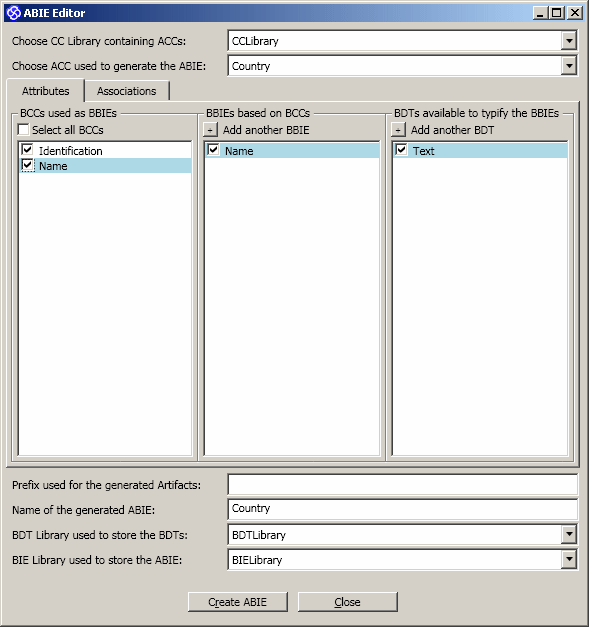 ABIE Editor
Choose CC Library containing ACCs: CCLibrary
Choose ACC used to generate the ABIE: Country
Attributes Associations
BCCs used as BBIEs BBIEs based on BCCs BDTs available to typify the BBIEs
Select all BCCs + Add another BBIE + Add another BDT
Identification Name Text
Name
Prefix used for the generated Artifacts:
Name of the generated ABIE: Country
BDT Library used to store the BDTs: BDTLibrary
BIE Library used to store the ABIE: BIELibrary
Create ABIE Close